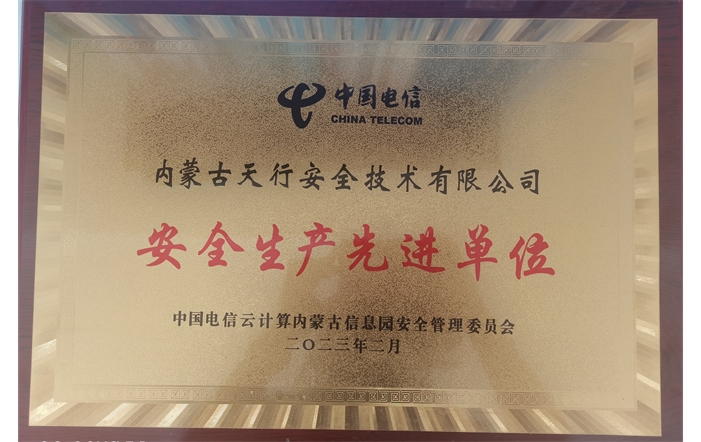 中国电信
CHINA TELECOM
内蒙古天行安全技术有限公司
安全生产先进单位
中国电信云计算内蒙古信息园安全管理委员会
二〇二三年二月